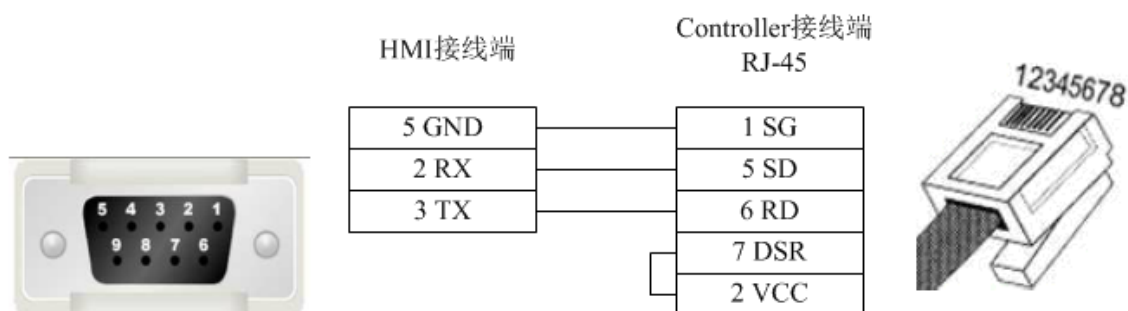 HMI接线端
Controller接线端
RJ-45
12345678
5 GND
1 SG
2 RX
5 SD
3 TX
6 RD
7 DSR
2 VCC
5 4 3 2 1
9 8 7 6